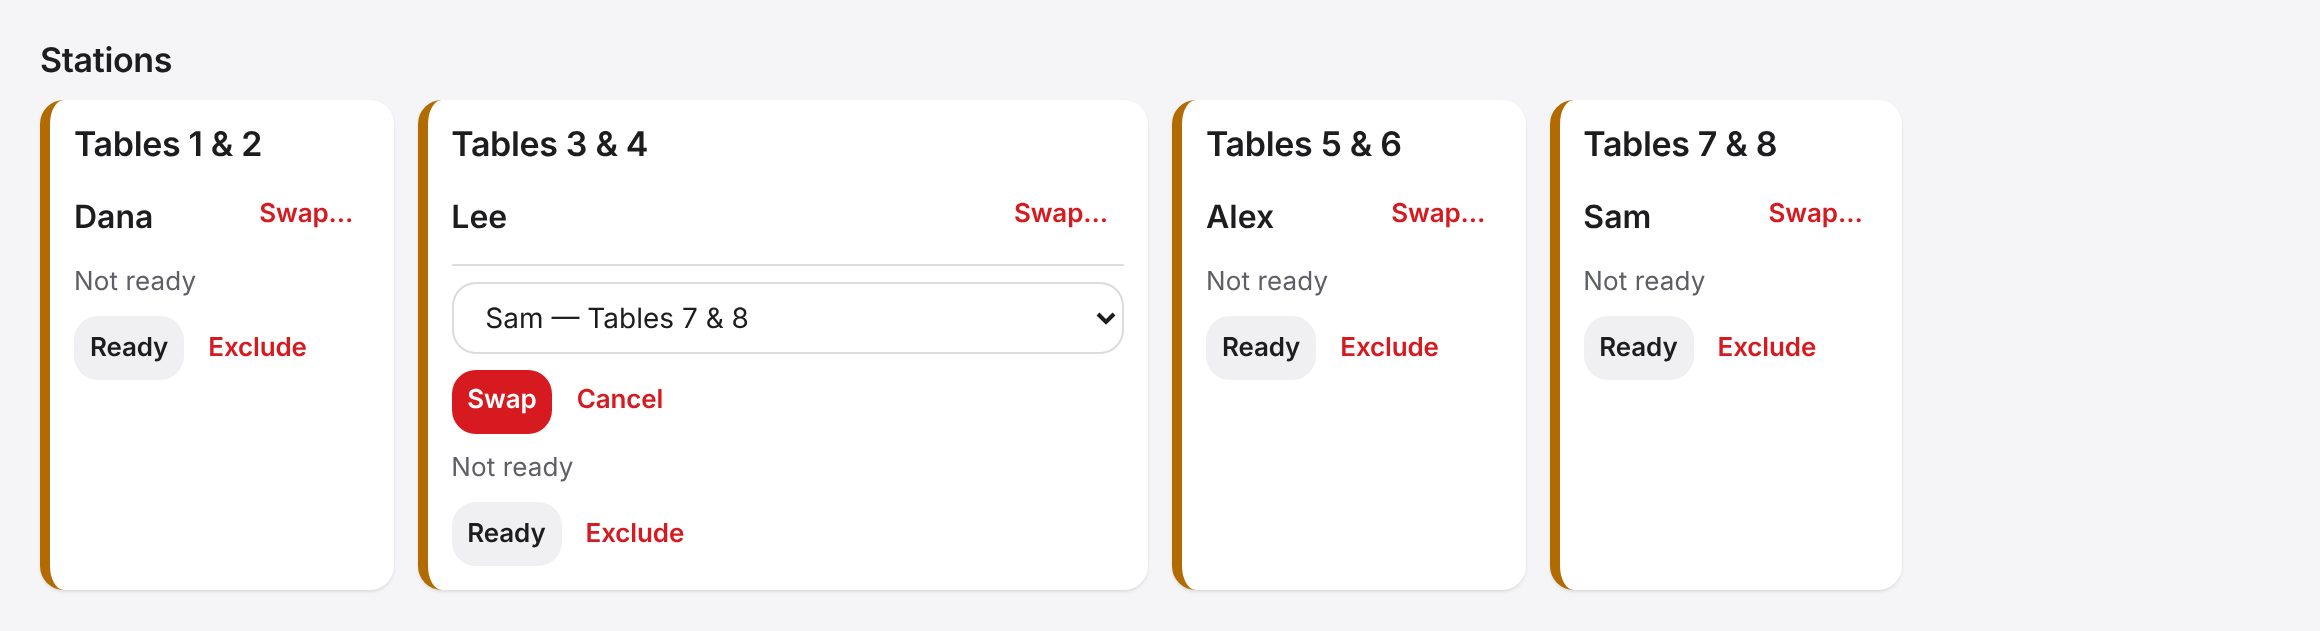 Stations
Tables 1 & 2
Dana Swap...
Not ready
Ready Exclude
Tables 3 & 4
Lee Swap...
Sam — Tables 7 & 8
Swap Cancel
Not ready
Ready Exclude
Tables 5 & 6
Alex Swap...
Not ready
Ready Exclude
Tables 7 & 8
Sam Swap...
Not ready
Ready Exclude